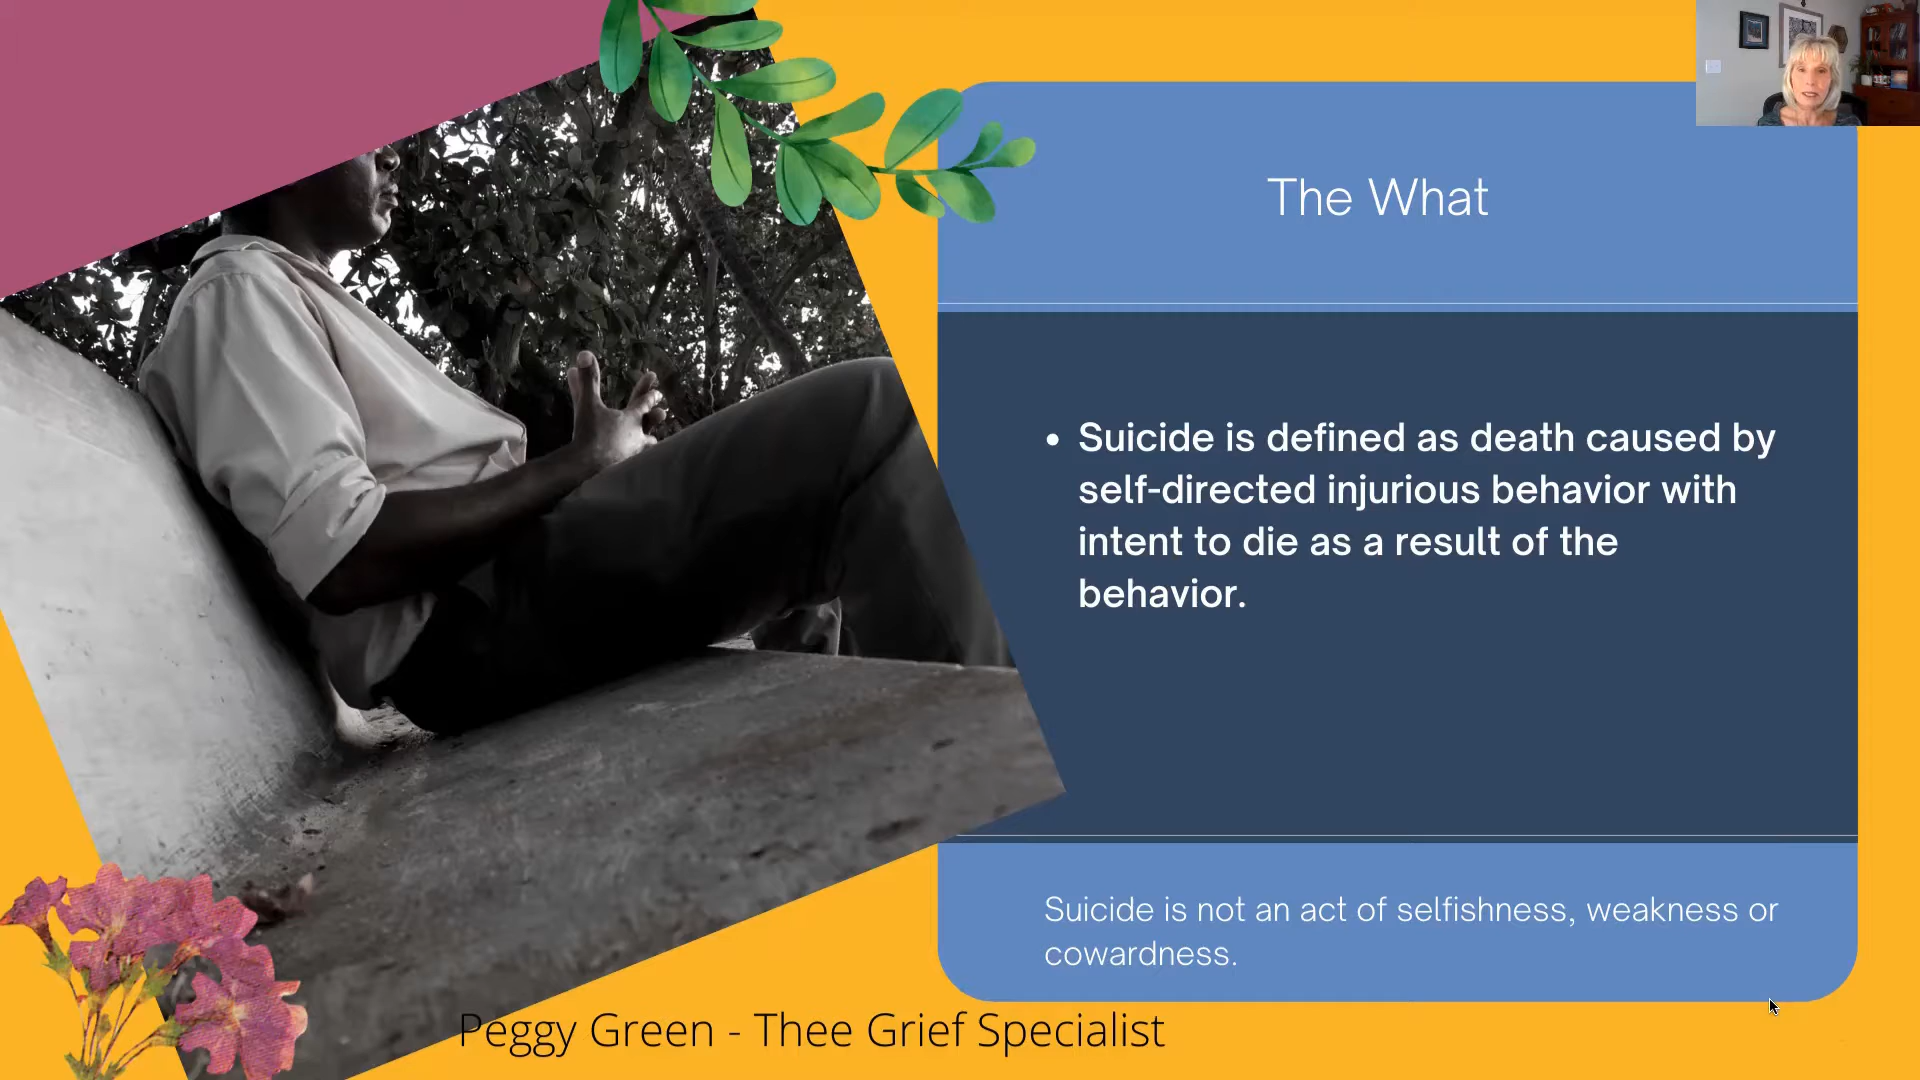 The What
• Suicide is defined as death caused by
self-directed injurious behavior with
intent to die as a result of the
behavior.
Suicide is not an act of selfishness, weakness or
cowardness.
Peggy Green - Thee Grief Specialist